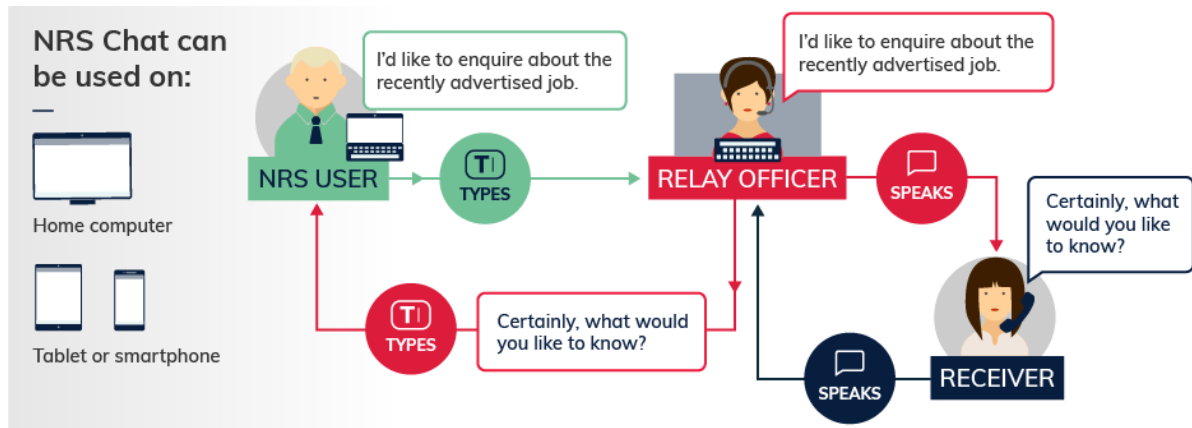 NRS Chat can
be used on:
Home computer
Tablet or smartphone
I'd like to enquire about the
recently advertised job.
NRS USER
T
TYPES
I'd like to enquire about the
recently advertised job.
RELAY OFFICER
SPEAKS
Certainly, what
would you like
to know?
RECEIVER
SPEAKS
Certainly, what would
you like to know?
T
TYPES